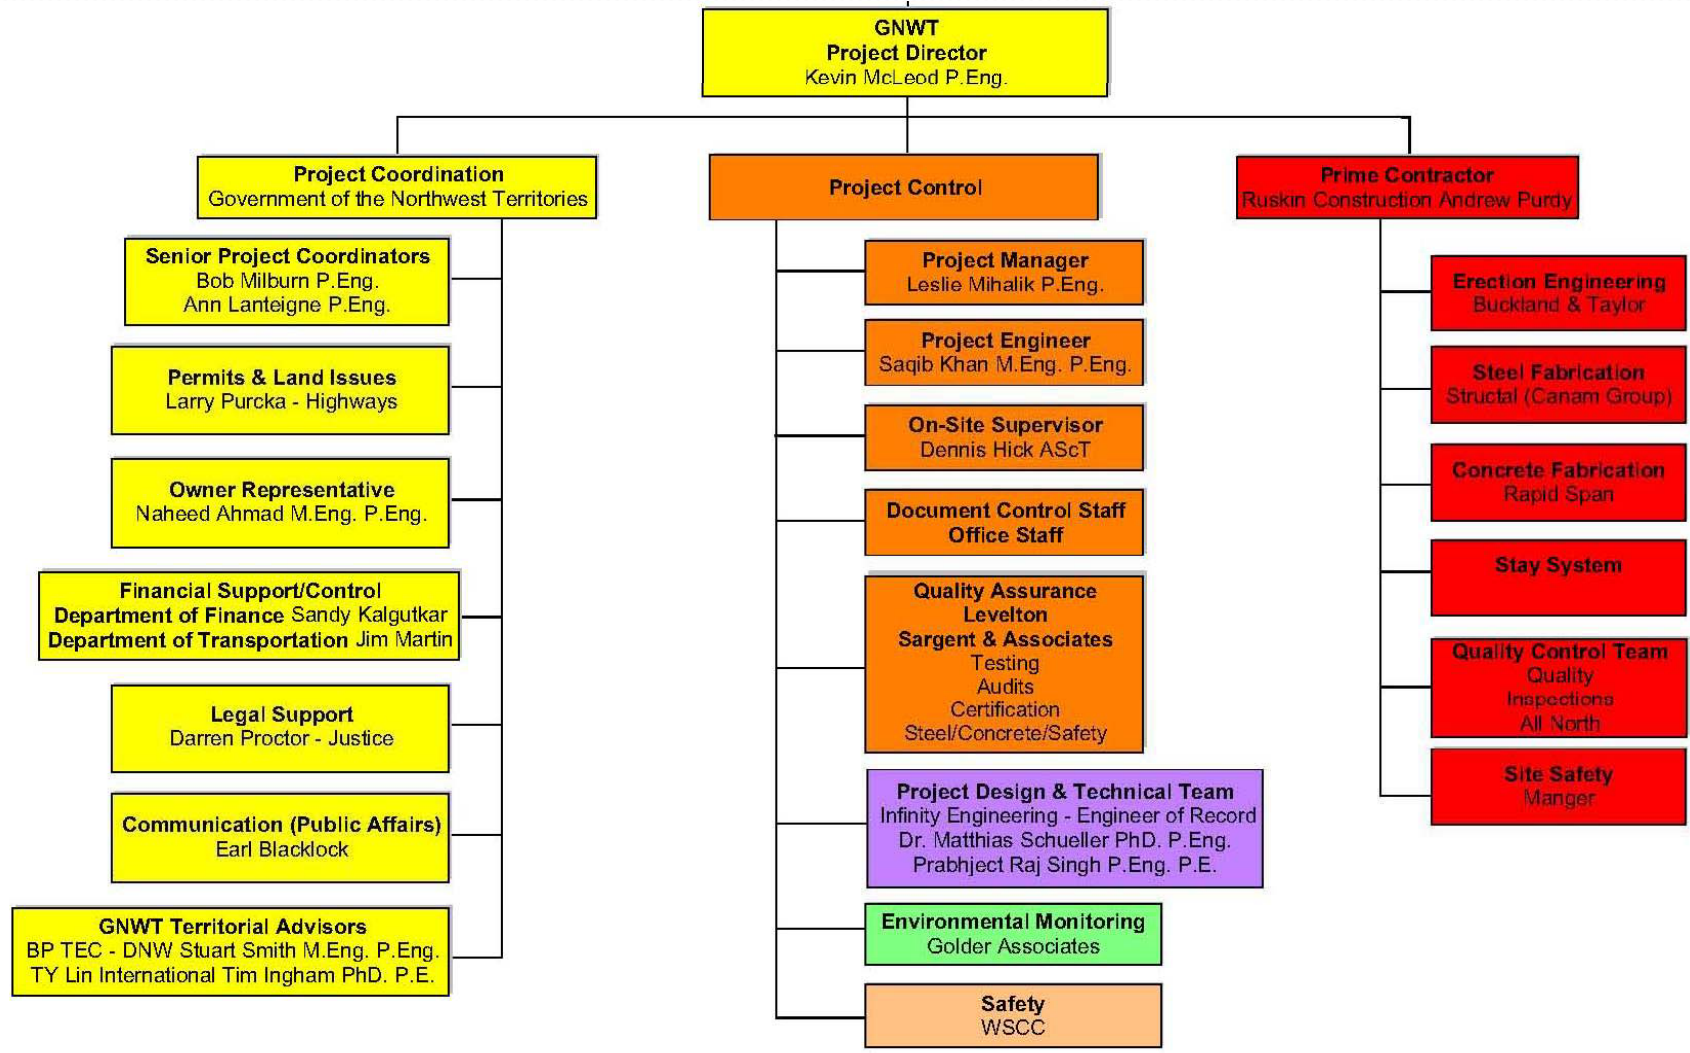 GNWT
Project Director
Kevin McLeod P.Eng.
Project Coordination
Government of the Northwest Territories
Senior Project Coordinators
Bob Milburn P.Eng.
Ann Lanteigne P.Eng.
Permits & Land Issues
Larry Purcka - Highways
Owner Representative
Naheed Ahmad M.Eng. P.Eng.
Financial Support/Control
Department of Finance Sandy Kalgutkar
Department of Transportation Jim Martin
Legal Support
Darren Proctor - Justice
Communication (Public Affairs)
Earl Blacklock
GNWT Territorial Advisors
BP TEC - DNW Stuart Smith M.Eng. P.Eng.
TY Lin International Tim Ingham PhD. P.E.
Project Control
Project Manager
Leslie Mihalik P.Eng.
Project Engineer
Saqib Khan M.Eng. P.Eng.
On-Site Supervisor
Dennis Hick AScT
Document Control Staff
Office Staff
Quality Assurance
Levelton
Sargent & Associates
Testing
Audits
Certification
Steel/Concrete/Safety
Project Design & Technical Team
Infinity Engineering - Engineer of Record
Dr. Matthias Schueller PhD. P.Eng.
Prabhject Raj Singh P.Eng. P.E.
Environmental Monitoring
Golder Associates
Safety
WSCC
Prime Contractor
Ruskin Construction Andrew Purdy
Erection Engineering
Buckland & Taylor
Steel Fabrication
Structal (Canam Group)
Concrete Fabrication
Rapid Span
Stay System
Quality Control Team
Quality
Inspections
All North
Site Safety
Manger